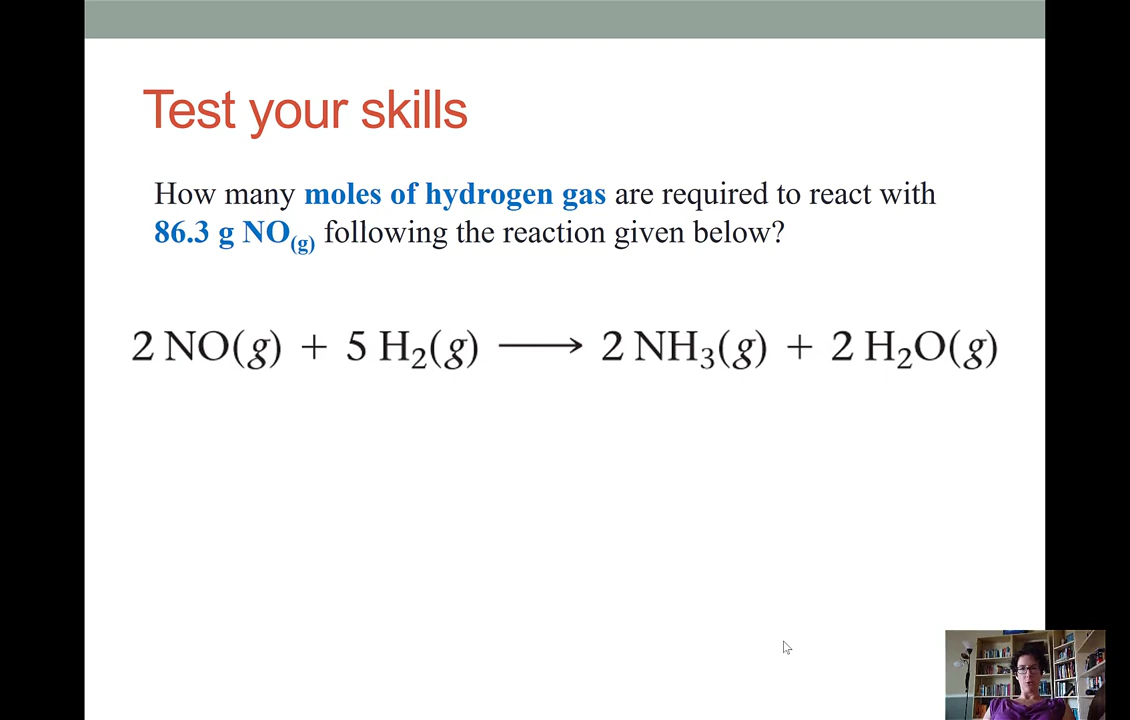 Test your skills
How many moles of hydrogen gas are required to react with
86.3 g NO(g) following the reaction given below?
2 NO(g) + 5 H₂(g) ⟶ 2 NH₃(g) + 2 H₂O(g)